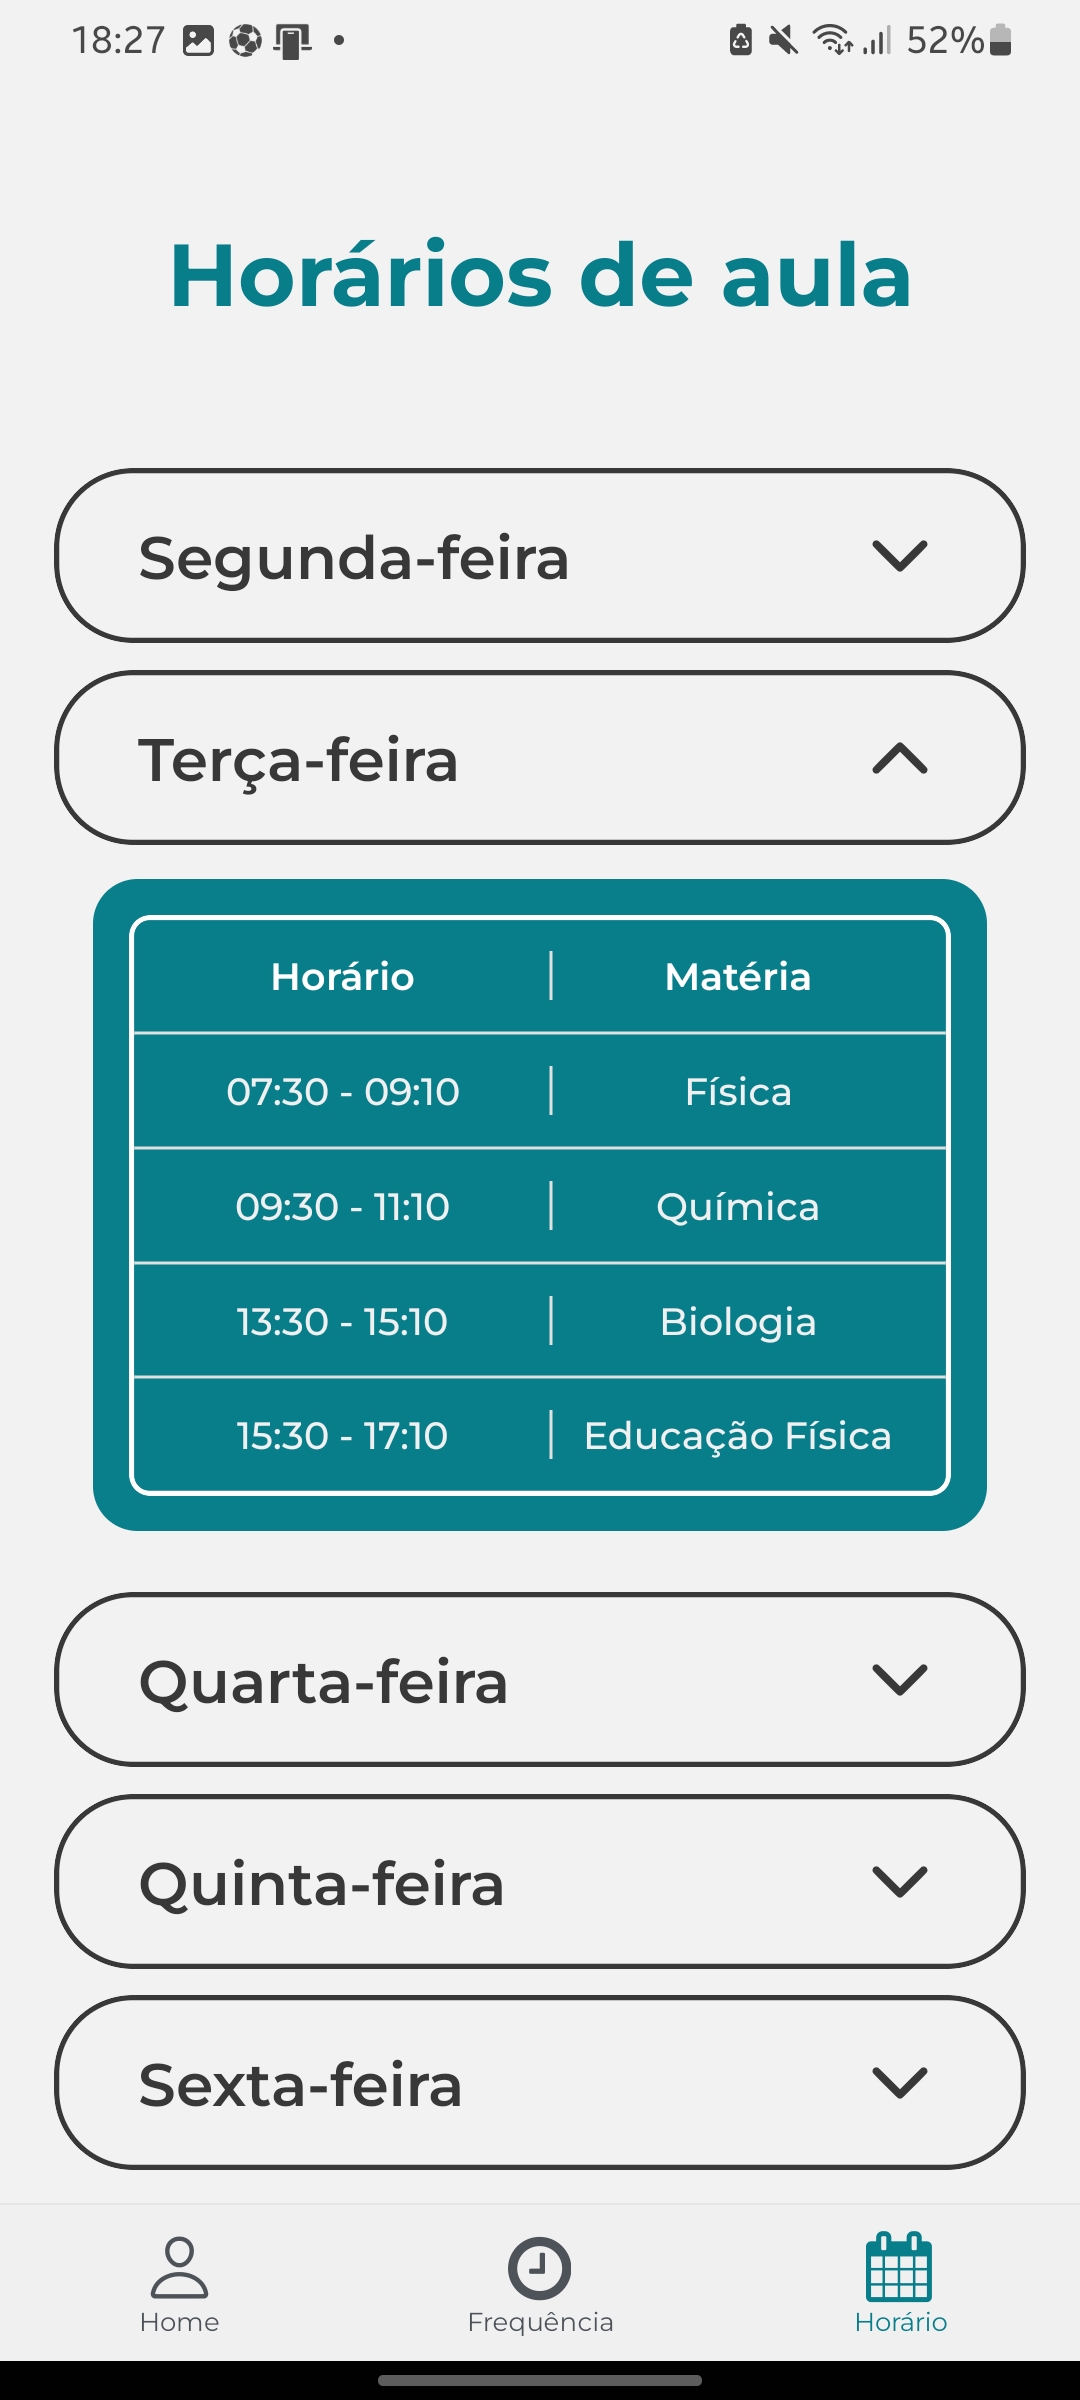 18:27
52%
Horários de aula
Segunda-feira
Terça-feira
Horário | Matéria
07:30 - 09:10 | Física
09:30 - 11:10 | Química
13:30 - 15:10 | Biologia
15:30 - 17:10 | Educação Física
Quarta-feira
Quinta-feira
Sexta-feira
Home
Frequência
Horário